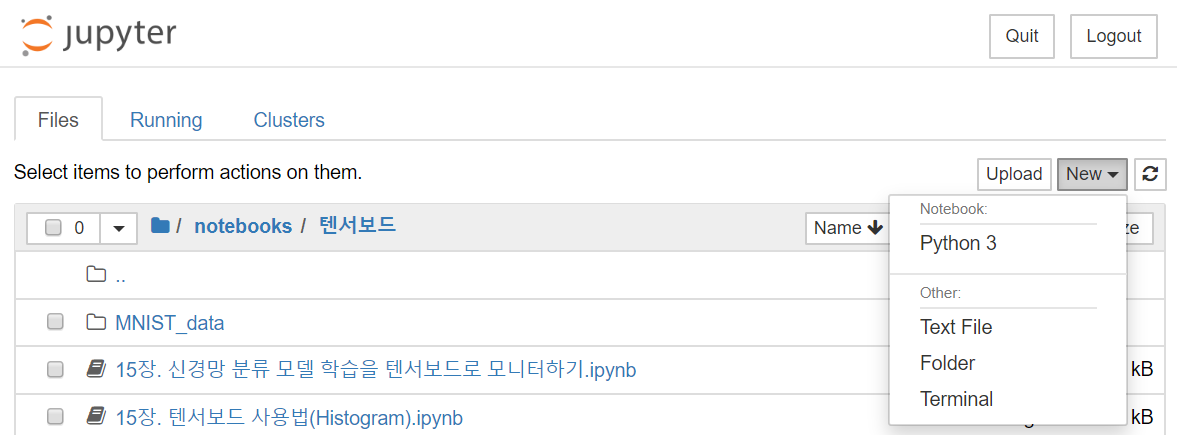 jupyter
Quit
Logout
Files
Running
Clusters
Select items to perform actions on them.
Upload
New
0
/ notebooks / 텐서보드
Name
Notebook:
Python 3
Other:
Text File
Folder
Terminal
..
MNIST_data
15장. 신경망 분류 모델 학습을 텐서보드로 모니터하기.ipynb
kB
15장. 텐서보드 사용법(Histogram).ipynb
kB